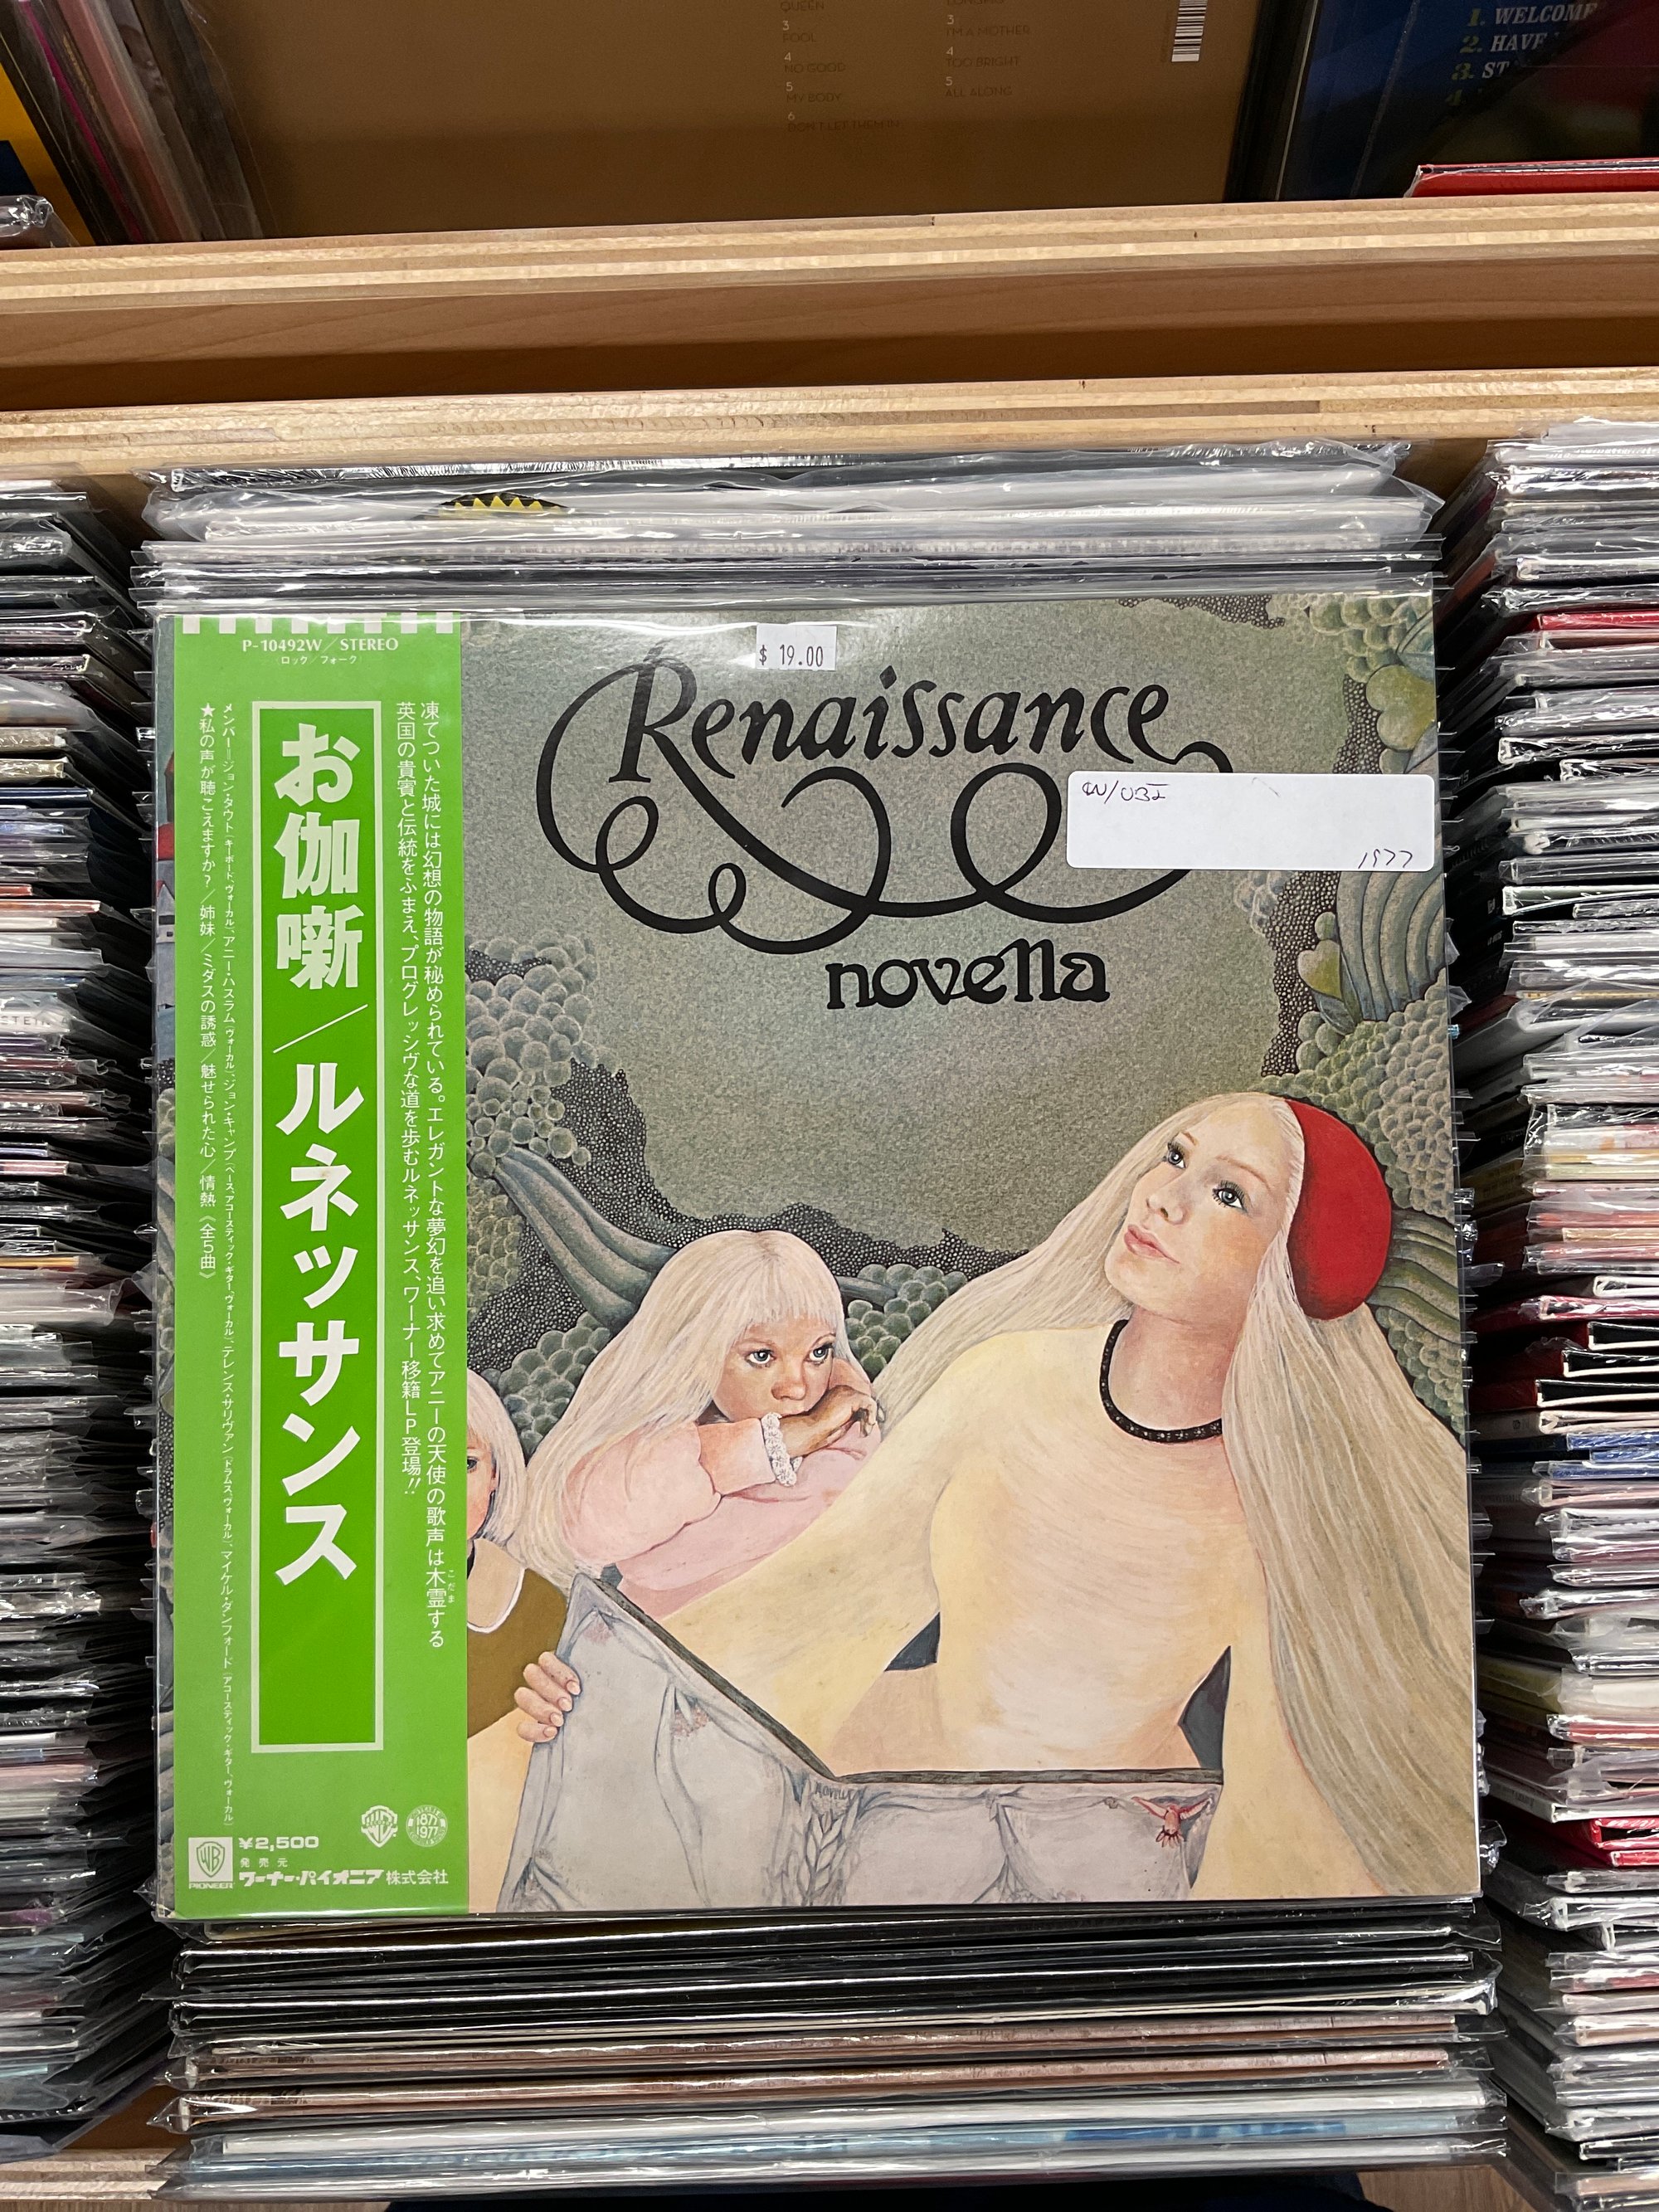 QUEEN
3
FOOL
4
NO GOOD
5
MY BODY
6
DON'T LET THEM IN
3
I'M A MOTHER
4
TOO BRIGHT
5
ALL ALONG
1. WELCOME
2. HAVE
3. ST
P-10492W/STEREO
(ロック/フォーク)
$ 19.00
Renaissance
novella
W/OBI
1977
凍てついた城には幻想の物語が秘められている。エレガントな夢幻を追い求めてアニーの天使の歌声は木霊する
こだま
英国の貴賓と伝統をふまえ、プログレッシヴな道を歩むルネッサンス、ワーナー移籍LP登場!!
お伽噺/ルネッサンス
メンバー=ジョン・タウト(キーボード、ヴォーカル)、アニー・ハスラム(ヴォーカル)、ジョン・キャンプ(ベース、アコースティック・ギター、ヴォーカル)、テレンス・サリヴァン(ドラムス、ヴォーカル)、マイケル・ダンフォード(アコースティック・ギター、ヴォーカル)
★私の声が聴こえますか?/姉妹/ミダスの誘惑/魅せられた心/情熱《全5曲》
1877
1977
WB
PIONEER
¥2,500
発売元
ワーナー・パイオニア株式会社
novella